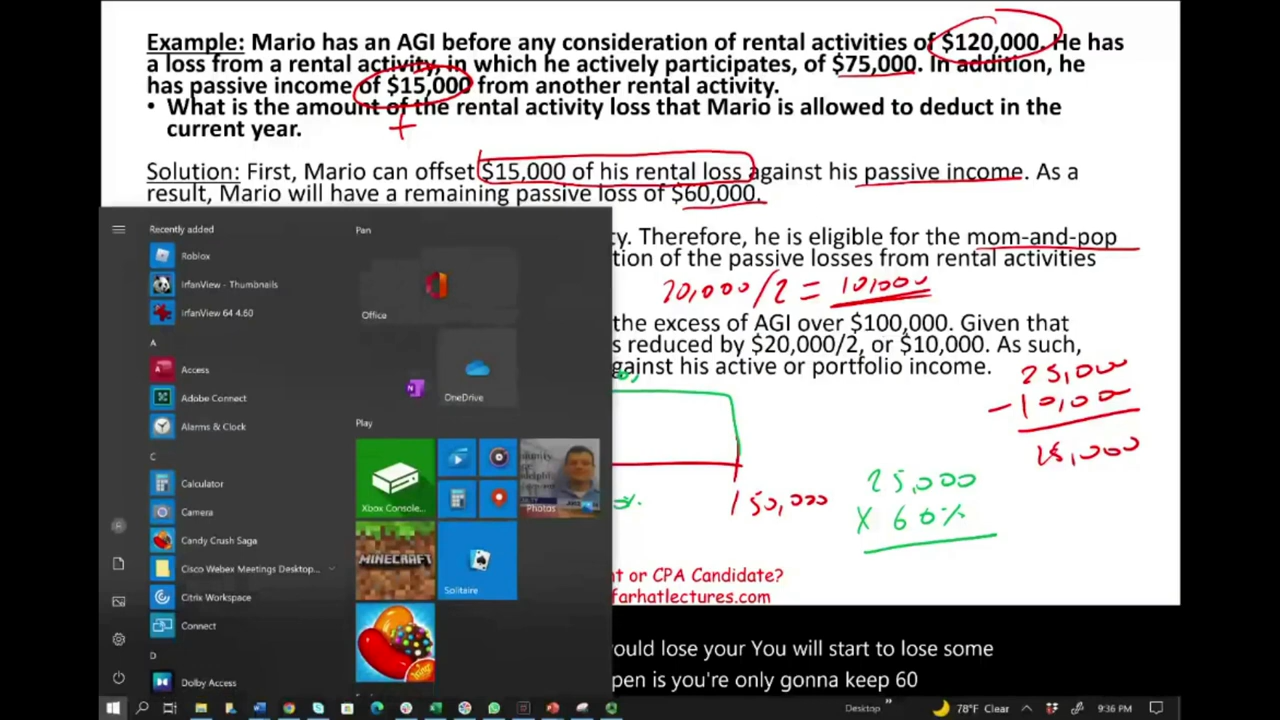 Example: Mario has an AGI before any consideration of rental activities of $120,000. He has
a loss from a rental activity, in which he actively participates, of $75,000. In addition, he
has passive income of $15,000 from another rental activity.
• What is the amount of the rental activity loss that Mario is allowed to deduct in the
current year.
+
Solution: First, Mario can offset $15,000 of his rental loss against his passive income. As a
result, Mario will have a remaining passive loss of $60,000.
ty. Therefore, he is eligible for the mom-and-pop
tion of the passive losses from rental activities
20,000/2 = 10,000
the excess of AGI over $100,000. Given that
s reduced by $20,000/2, or $10,000. As such,
gainst his active or portfolio income.
25,000
- 10,000
15,000
150,000
25,000
X 60%
nt or CPA Candidate?
farhatlectures.com
Recently added
Roblox
IrfanView - Thumbnails
IrfanView 64 4.60
A
Access
Adobe Connect
Alarms & Clock
C
Calculator
Camera
Candy Crush Saga
Cisco Webex Meetings Desktop...
Citrix Workspace
Connect
D
Dolby Access
Pen
Office
OneDrive
Play
Xbox Console...
Photos
MINECRAFT
Solitaire
ould lose your You will start to lose some
pen is you're only gonna keep 60
Desktop
78°F Clear
9:36 PM